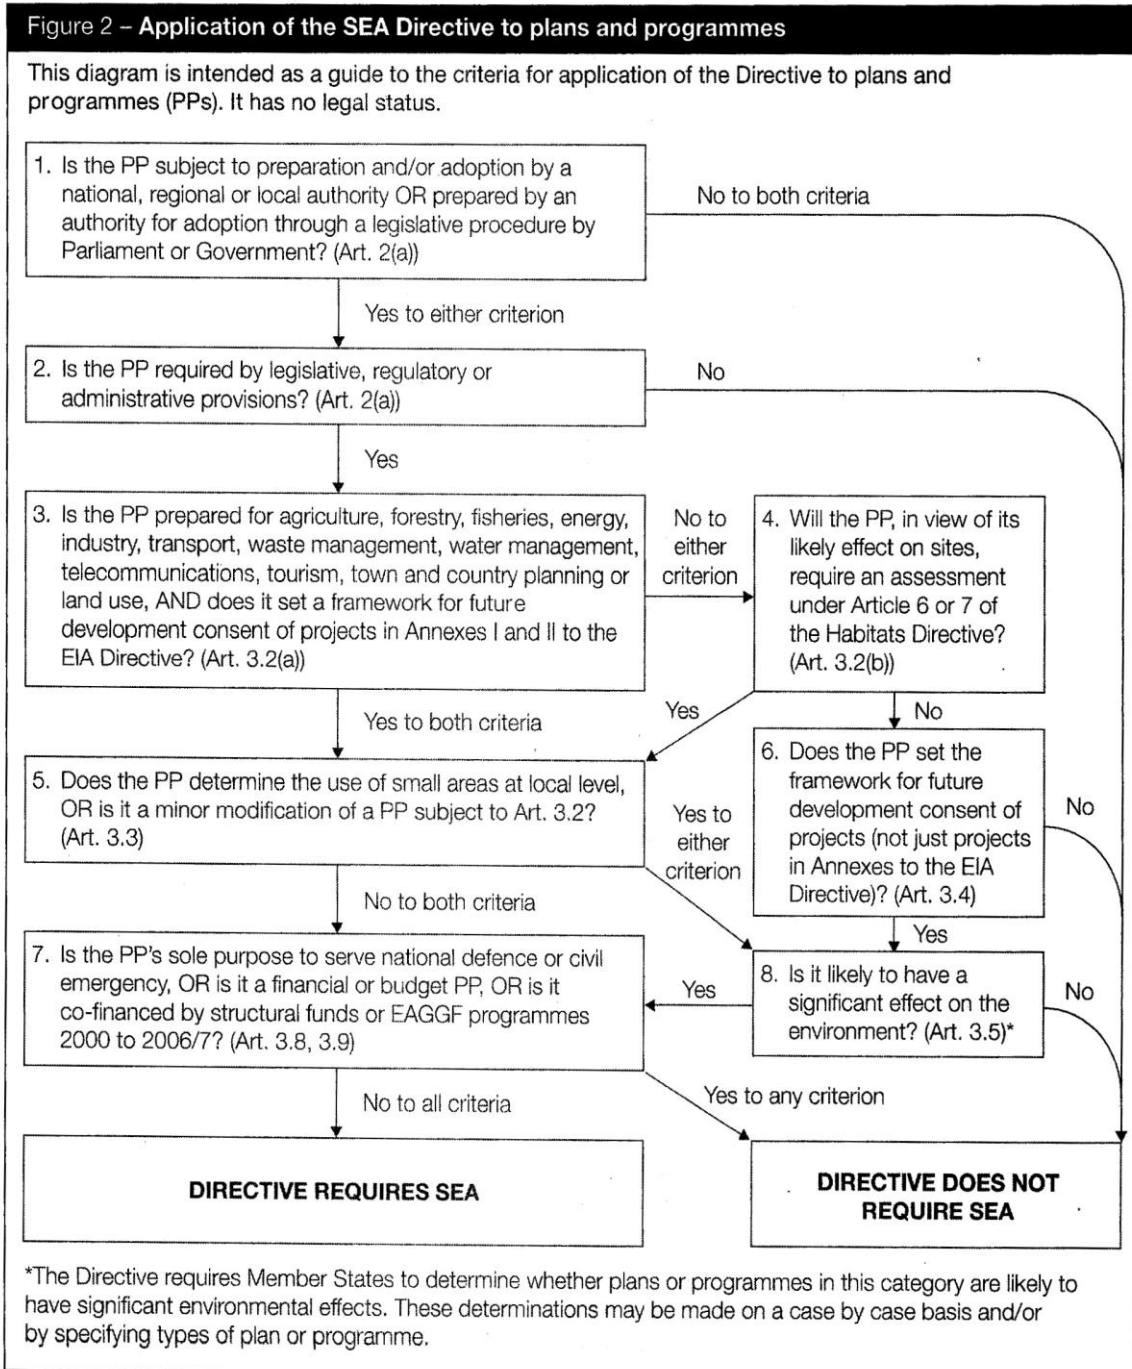 Figure 2 – Application of the SEA Directive to plans and programmes
This diagram is intended as a guide to the criteria for application of the Directive to plans and
programmes (PPs). It has no legal status.
1. Is the PP subject to preparation and/or adoption by a
national, regional or local authority OR prepared by an
authority for adoption through a legislative procedure by
Parliament or Government? (Art. 2(a))
No to both criteria
Yes to either criterion
2. Is the PP required by legislative, regulatory or
administrative provisions? (Art. 2(a))
No
Yes
3. Is the PP prepared for agriculture, forestry, fisheries, energy,
industry, transport, waste management, water management,
telecommunications, tourism, town and country planning or
land use, AND does it set a framework for future
development consent of projects in Annexes I and II to the
EIA Directive? (Art. 3.2(a))
No to
either
criterion
4. Will the PP, in view of its
likely effect on sites,
require an assessment
under Article 6 or 7 of
the Habitats Directive?
(Art. 3.2(b))
Yes to both criteria
Yes
No
5. Does the PP determine the use of small areas at local level,
OR is it a minor modification of a PP subject to Art. 3.2?
(Art. 3.3)
Yes to
either
criterion
6. Does the PP set the
framework for future
development consent of
projects (not just projects
in Annexes to the EIA
Directive)? (Art. 3.4)
No
No to both criteria
Yes
7. Is the PP's sole purpose to serve national defence or civil
emergency, OR is it a financial or budget PP, OR is it
co-financed by structural funds or EAGGF programmes
2000 to 2006/7? (Art. 3.8, 3.9)
Yes
8. Is it likely to have a
significant effect on the
environment? (Art. 3.5)*
No
No to all criteria
Yes to any criterion
DIRECTIVE REQUIRES SEA
DIRECTIVE DOES NOT
REQUIRE SEA
*The Directive requires Member States to determine whether plans or programmes in this category are likely to
have significant environmental effects. These determinations may be made on a case by case basis and/or
by specifying types of plan or programme.